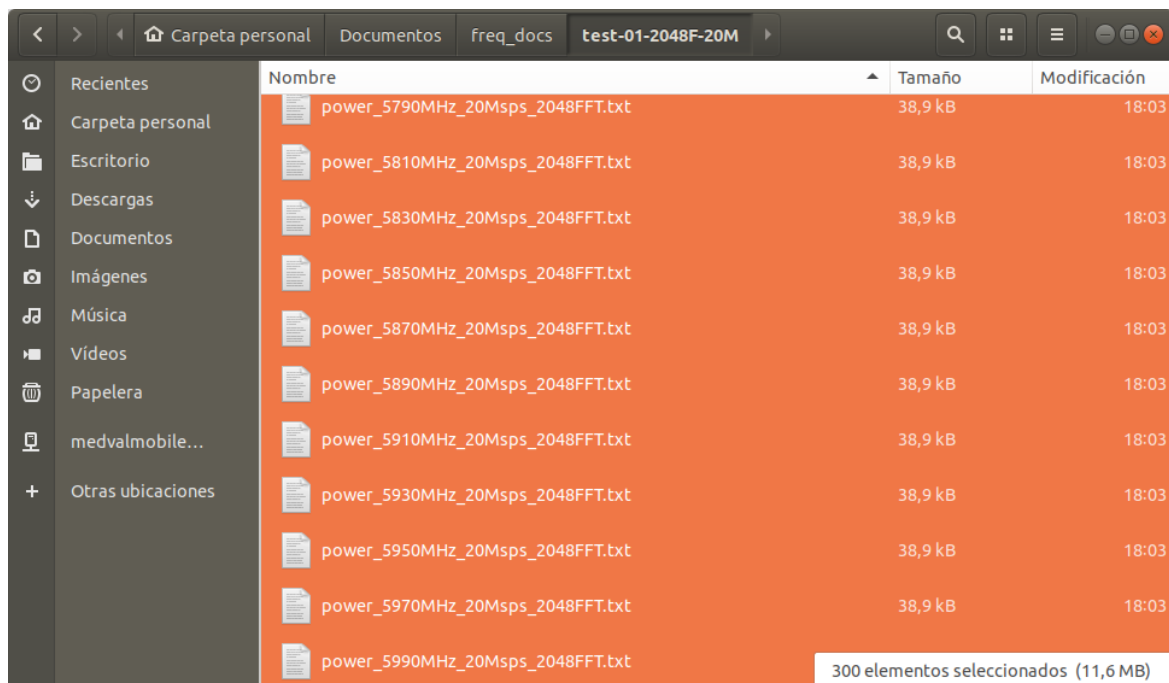 Carpeta personal Documentos freq_docs test-01-2048F-20M
Nombre Tamaño Modificación
Recientes
Carpeta personal
Escritorio
Descargas
Documentos
Imágenes
Música
Vídeos
Papelera
medvalmobile...
Otras ubicaciones
power_5790MHz_20Msps_2048FFT.txt 38,9 kB 18:03
power_5810MHz_20Msps_2048FFT.txt 38,9 kB 18:03
power_5830MHz_20Msps_2048FFT.txt 38,9 kB 18:03
power_5850MHz_20Msps_2048FFT.txt 38,9 kB 18:03
power_5870MHz_20Msps_2048FFT.txt 38,9 kB 18:03
power_5890MHz_20Msps_2048FFT.txt 38,9 kB 18:03
power_5910MHz_20Msps_2048FFT.txt 38,9 kB 18:03
power_5930MHz_20Msps_2048FFT.txt 38,9 kB 18:03
power_5950MHz_20Msps_2048FFT.txt 38,9 kB 18:03
power_5970MHz_20Msps_2048FFT.txt 38,9 kB 18:03
power_5990MHz_20Msps_2048FFT.txt
300 elementos seleccionados (11,6 MB)